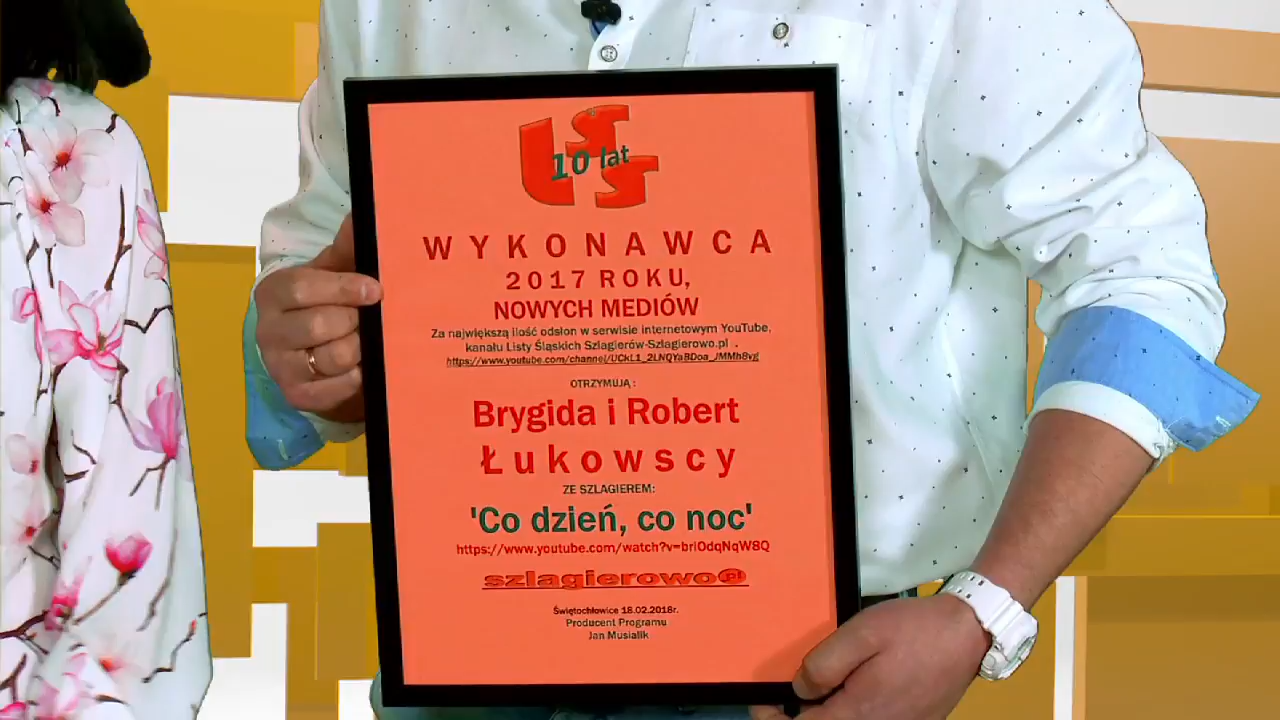 LSS
10 lat
WYKONAWCA
2017 ROKU,
NOWYCH MEDIÓW
Za największą ilość odsłon w serwisie internetowym YouTube,
kanału Listy Śląskich Szlagierów-Szlagierowo.pl .
OTRZYMUJĄ :
Brygida i Robert
Łukowscy
ZE SZLAGIEREM:
'Co dzień, co noc'
https://www.youtube.com/watch?v=briOdqNqW8Q
szlagierowo.pl
Świętochłowice 18.02.2018r.
Producent Programu
Jan Musialik